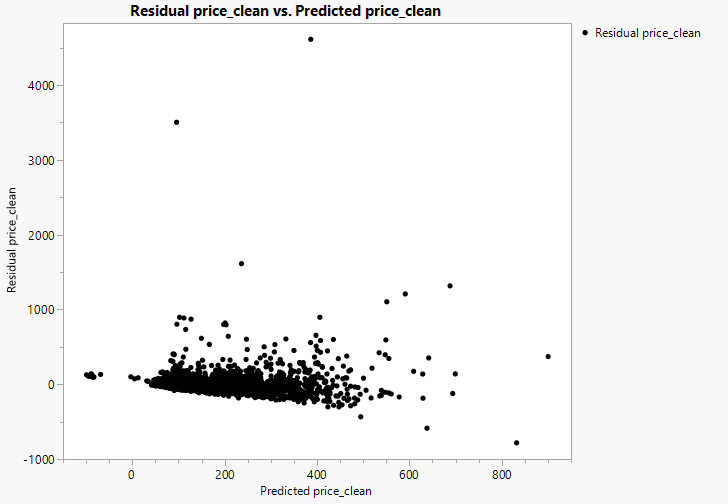 Residual price_clean vs. Predicted price_clean
Residual price_clean
4000
3000
2000
1000
0
-1000
Residual price_clean
0
200
400
600
800
Predicted price_clean